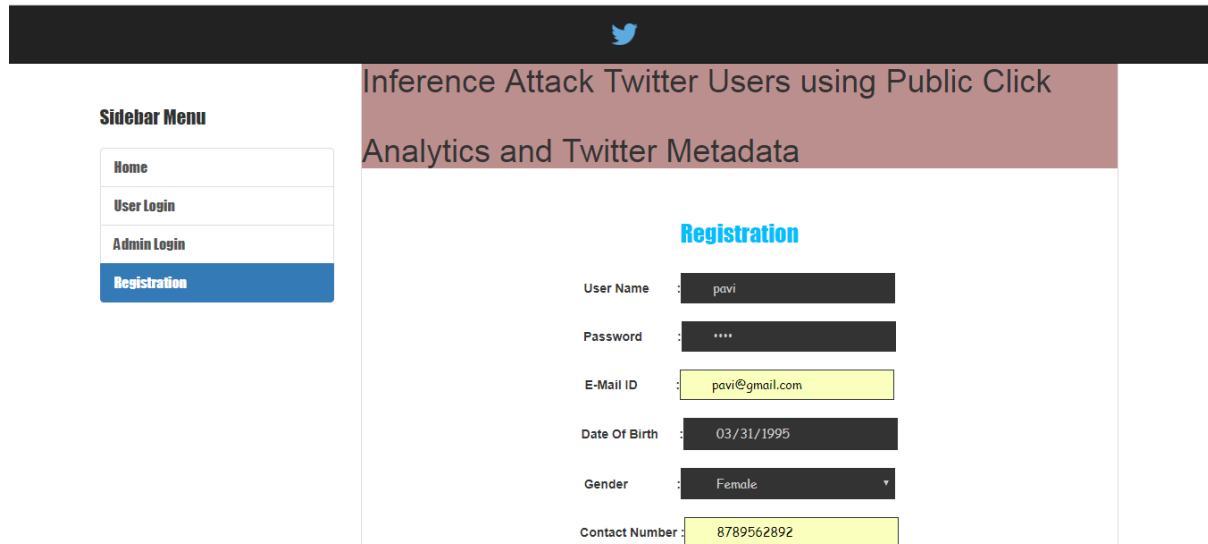 Inference Attack Twitter Users using Public Click
Analytics and Twitter Metadata
Sidebar Menu
Home
User Login
Admin Login
Registration
Registration
User Name : pavi
Password : ••••
E-Mail ID : pavi@gmail.com
Date Of Birth : 03/31/1995
Gender : Female
Contact Number : 8789562892